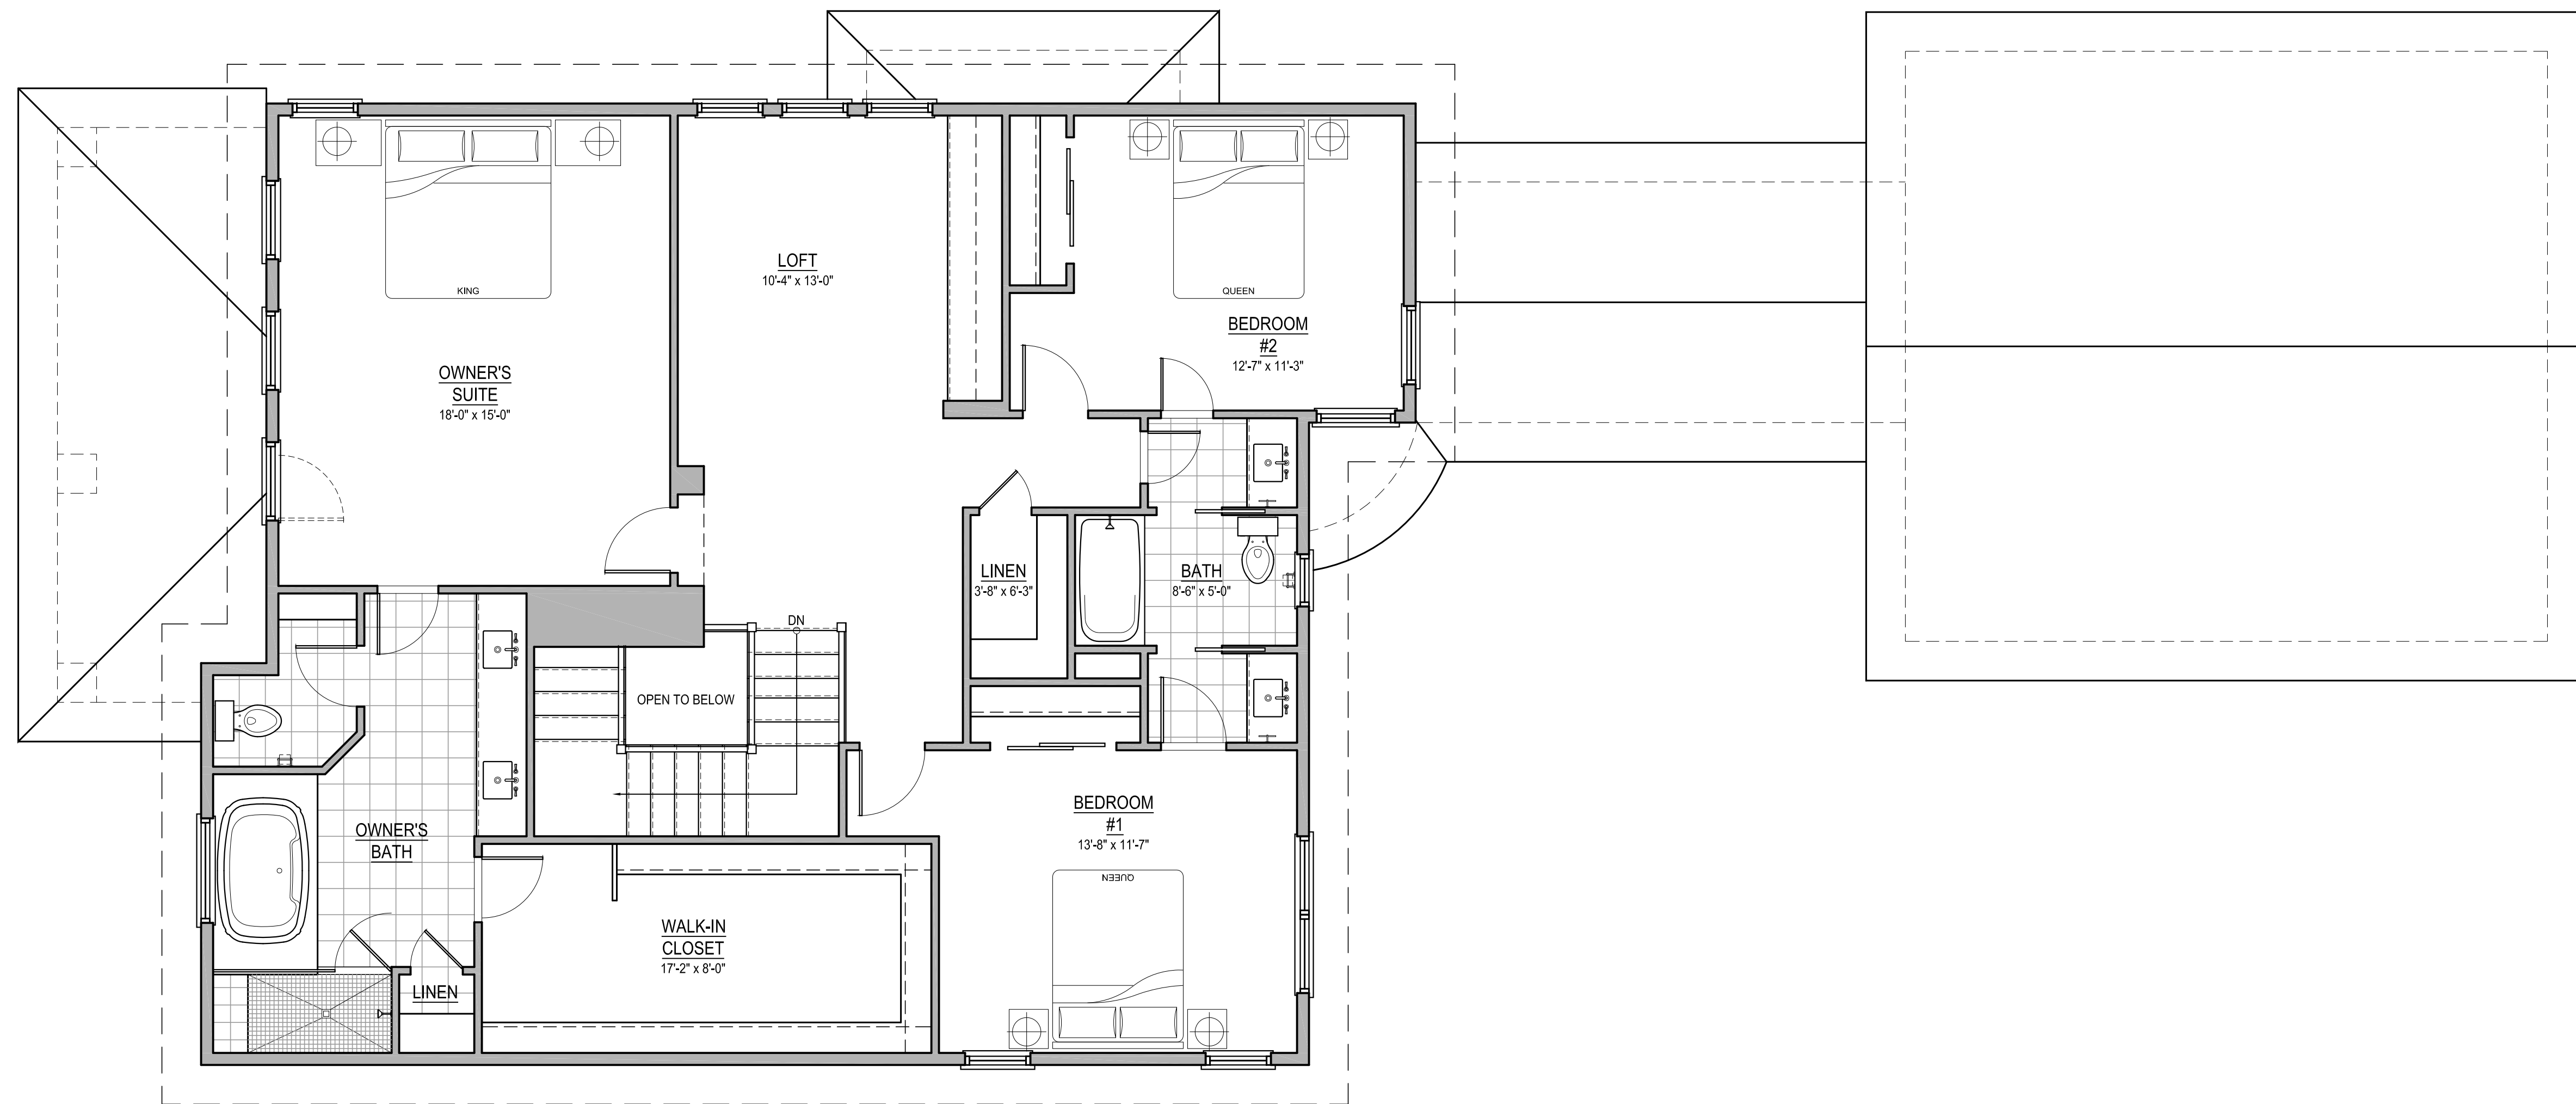 KING
OWNER'S
SUITE
18'-0" x 15'-0"
LOFT
10'-4" x 13'-0"
QUEEN
BEDROOM
#2
12'-7" x 11'-3"
LINEN
3'-8" x 6'-3"
BATH
8'-6" x 5'-0"
DN
OPEN TO BELOW
OWNER'S
BATH
LINEN
WALK-IN
CLOSET
17'-2" x 8'-0"
BEDROOM
#1
13'-8" x 11'-7"
QUEEN